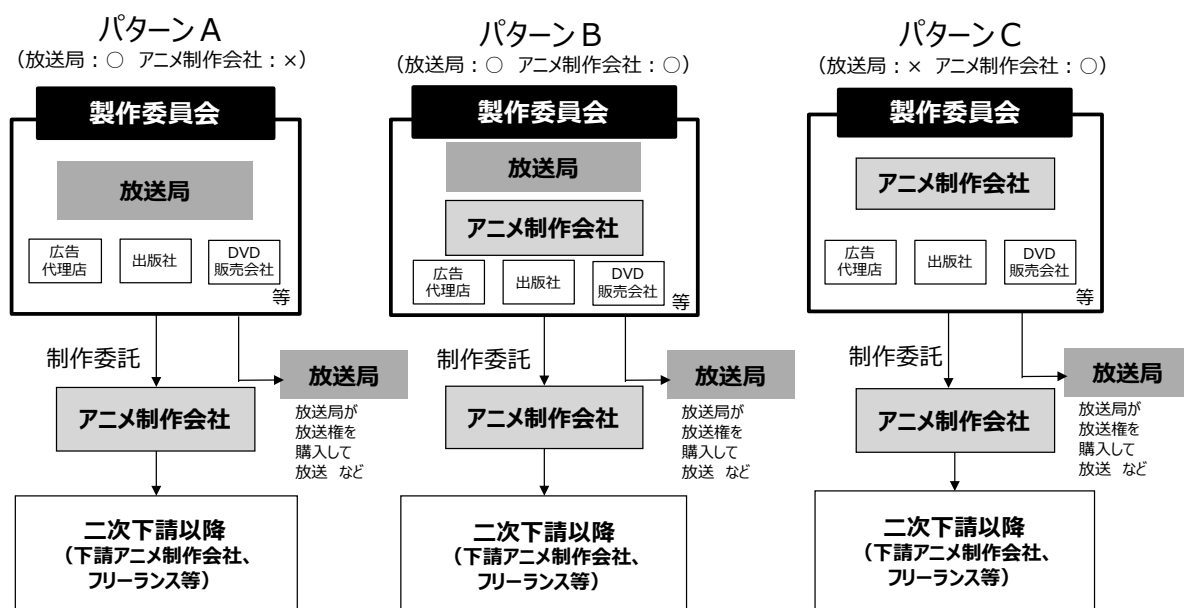 パターンA
（放送局：○ アニメ制作会社：×）
製作委員会
放送局
広告
代理店
出版社
DVD
販売会社
等
制作委託
放送局
アニメ制作会社
放送局が
放送権を
購入して
放送 など
二次下請以降
（下請アニメ制作会社、
フリーランス等）
パターンB
（放送局：○ アニメ制作会社：○）
製作委員会
放送局
アニメ制作会社
広告
代理店
出版社
DVD
販売会社
等
制作委託
放送局
アニメ制作会社
放送局が
放送権を
購入して
放送 など
二次下請以降
（下請アニメ制作会社、
フリーランス等）
パターンC
（放送局：× アニメ制作会社：○）
製作委員会
アニメ制作会社
広告
代理店
出版社
DVD
販売会社
等
制作委託
放送局
アニメ制作会社
放送局が
放送権を
購入して
放送 など
二次下請以降
（下請アニメ制作会社、
フリーランス等）